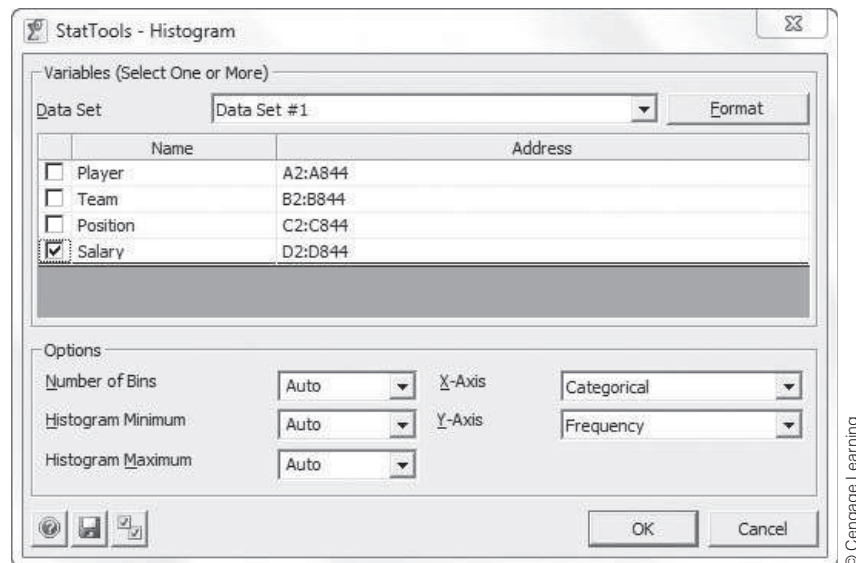 StatTools - Histogram
Variables (Select One or More)
Data Set Data Set #1 Format
Name Address
Player A2:A844
Team B2:B844
Position C2:C844
Salary D2:D844
Options
Number of Bins Auto X-Axis Categorical
Histogram Minimum Auto Y-Axis Frequency
Histogram Maximum Auto
OK Cancel
© Cengage Learning